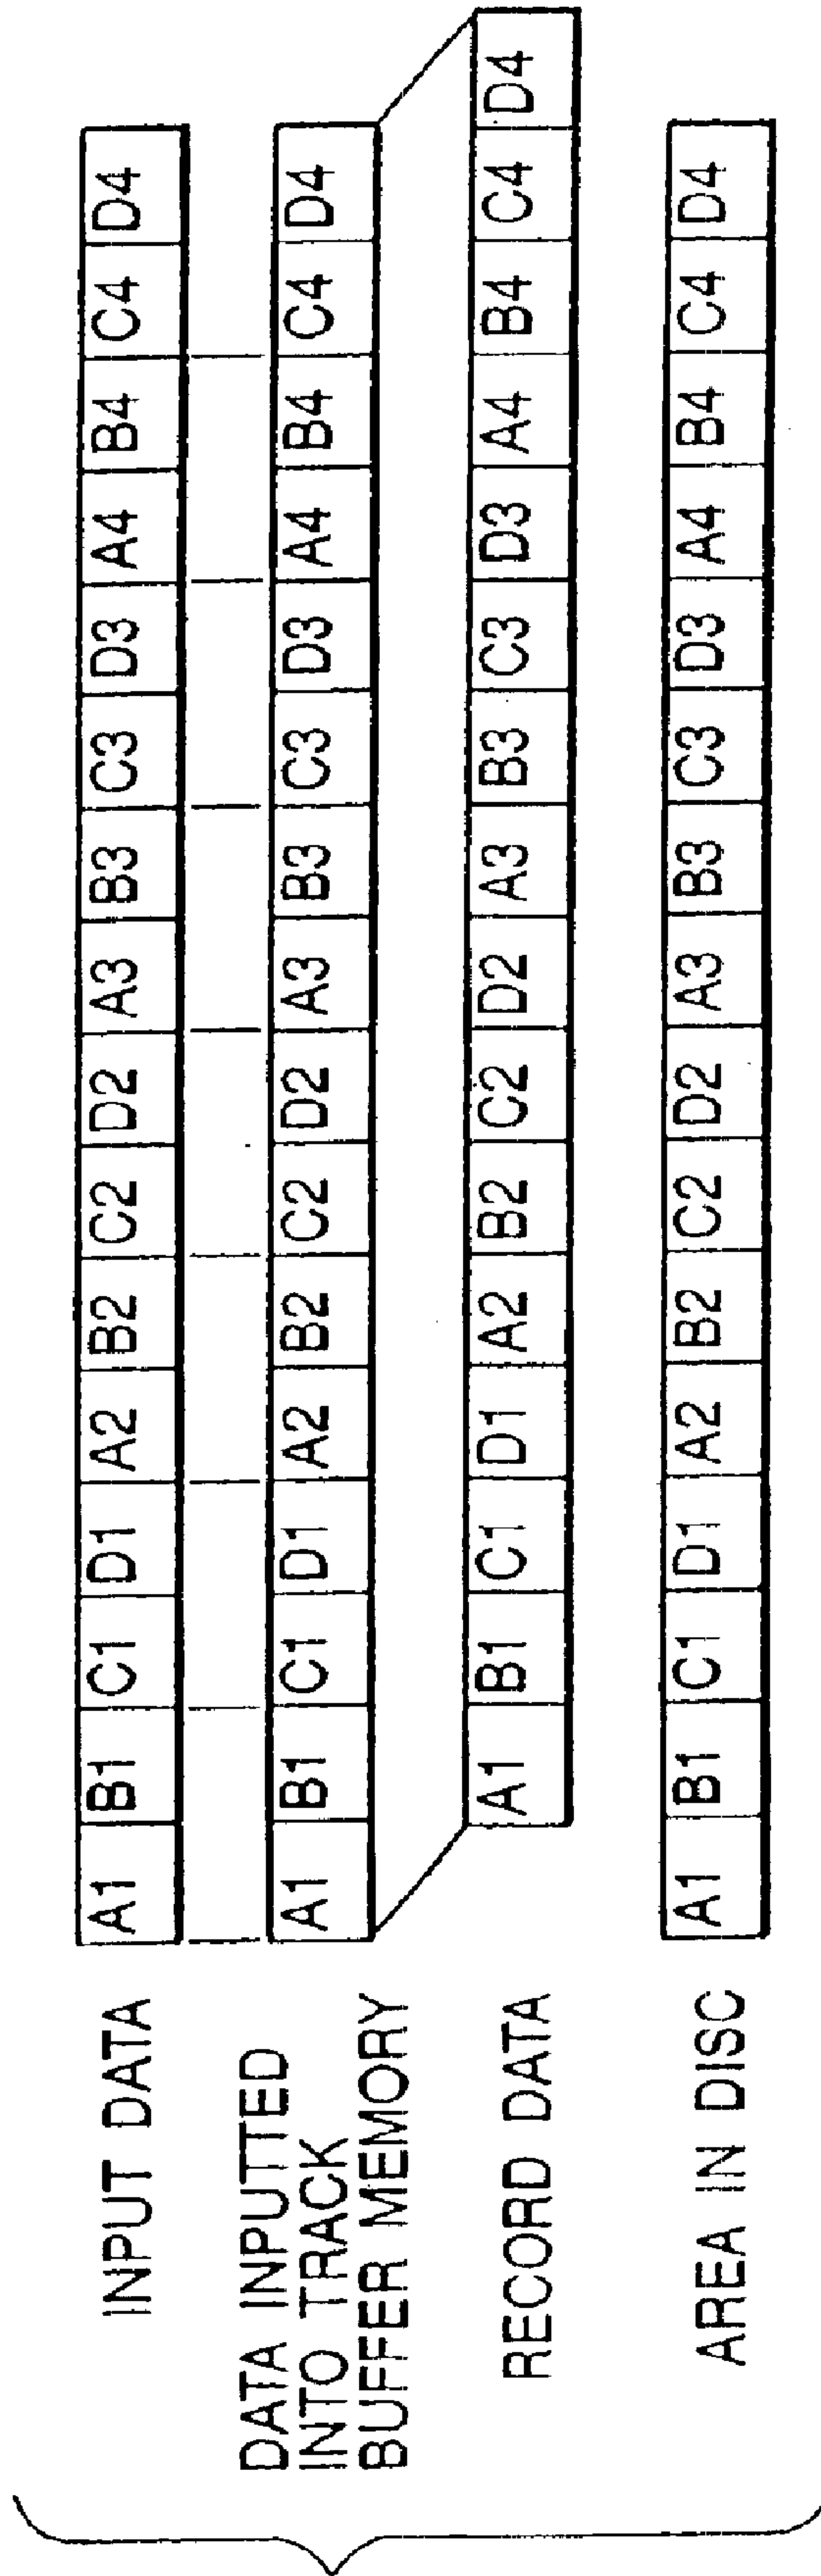 INPUT DATA
A1 B1 C1 D1 A2 B2 C2 D2 A3 B3 C3 D3 A4 B4 C4 D4
DATA INPUTTED
INTO TRACK
BUFFER MEMORY
A1 B1 C1 D1 A2 B2 C2 D2 A3 B3 C3 D3 A4 B4 C4 D4
RECORD DATA
A1 B1 C1 D1 A2 B2 C2 D2 A3 B3 C3 D3 A4 B4 C4 D4
AREA IN DISC
A1 B1 C1 D1 A2 B2 C2 D2 A3 B3 C3 D3 A4 B4 C4 D4